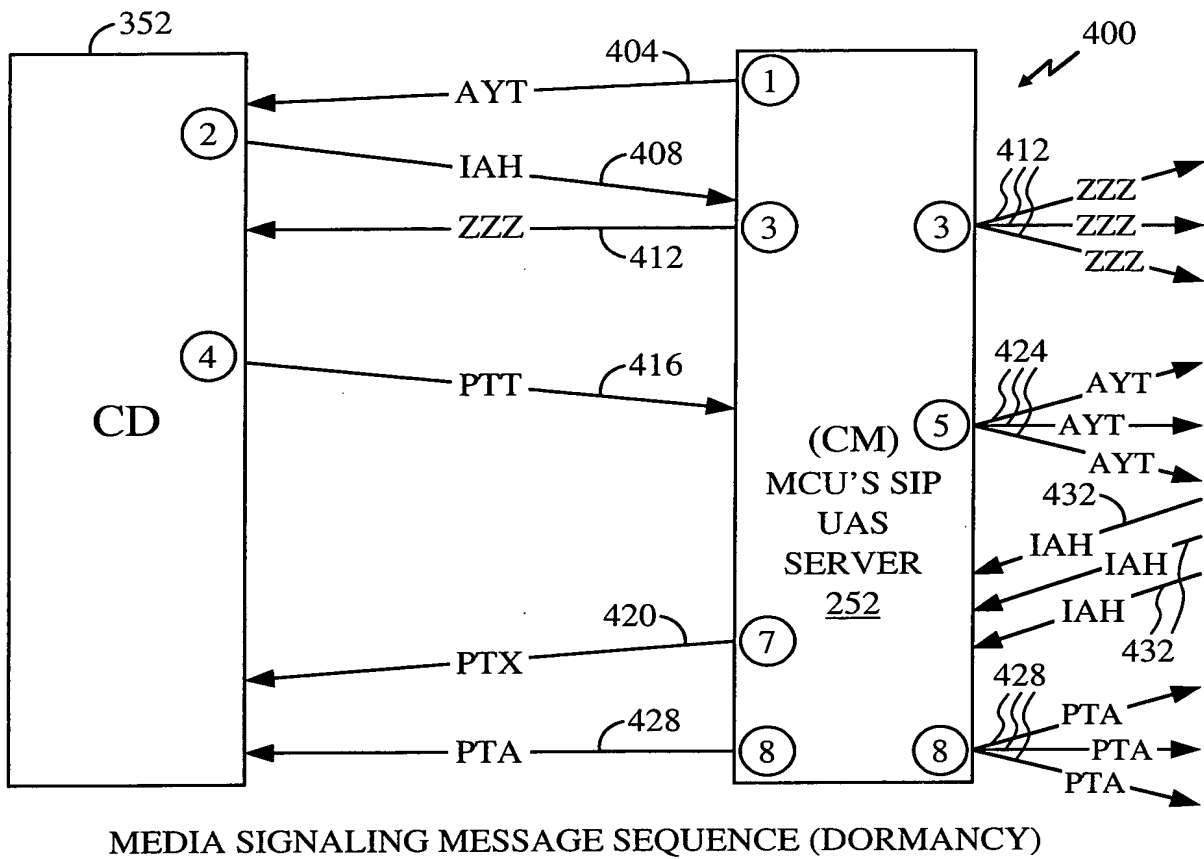 352
404
400
AYT
1
2
IAH
408
412
ZZZ
ZZZ
ZZZ
ZZZ
3
3
412
4
PTT
416
424
AYT
AYT
AYT
5
CD
(CM)
MCU'S SIP
UAS
SERVER
252
432
IAH
IAH
IAH
432
420
7
PTX
428
PTA
8
8
428
PTA
PTA
PTA
MEDIA SIGNALING MESSAGE SEQUENCE (DORMANCY)